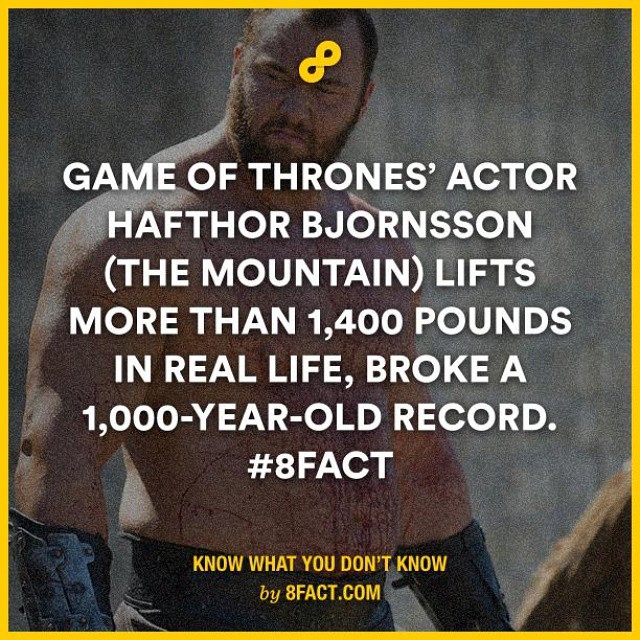 GAME OF THRONES’ ACTOR
HAFTHOR BJORNSSON
(THE MOUNTAIN) LIFTS
MORE THAN 1,400 POUNDS
IN REAL LIFE, BROKE A
1,000-YEAR-OLD RECORD.
#8FACT
KNOW WHAT YOU DON’T KNOW
by 8FACT.COM